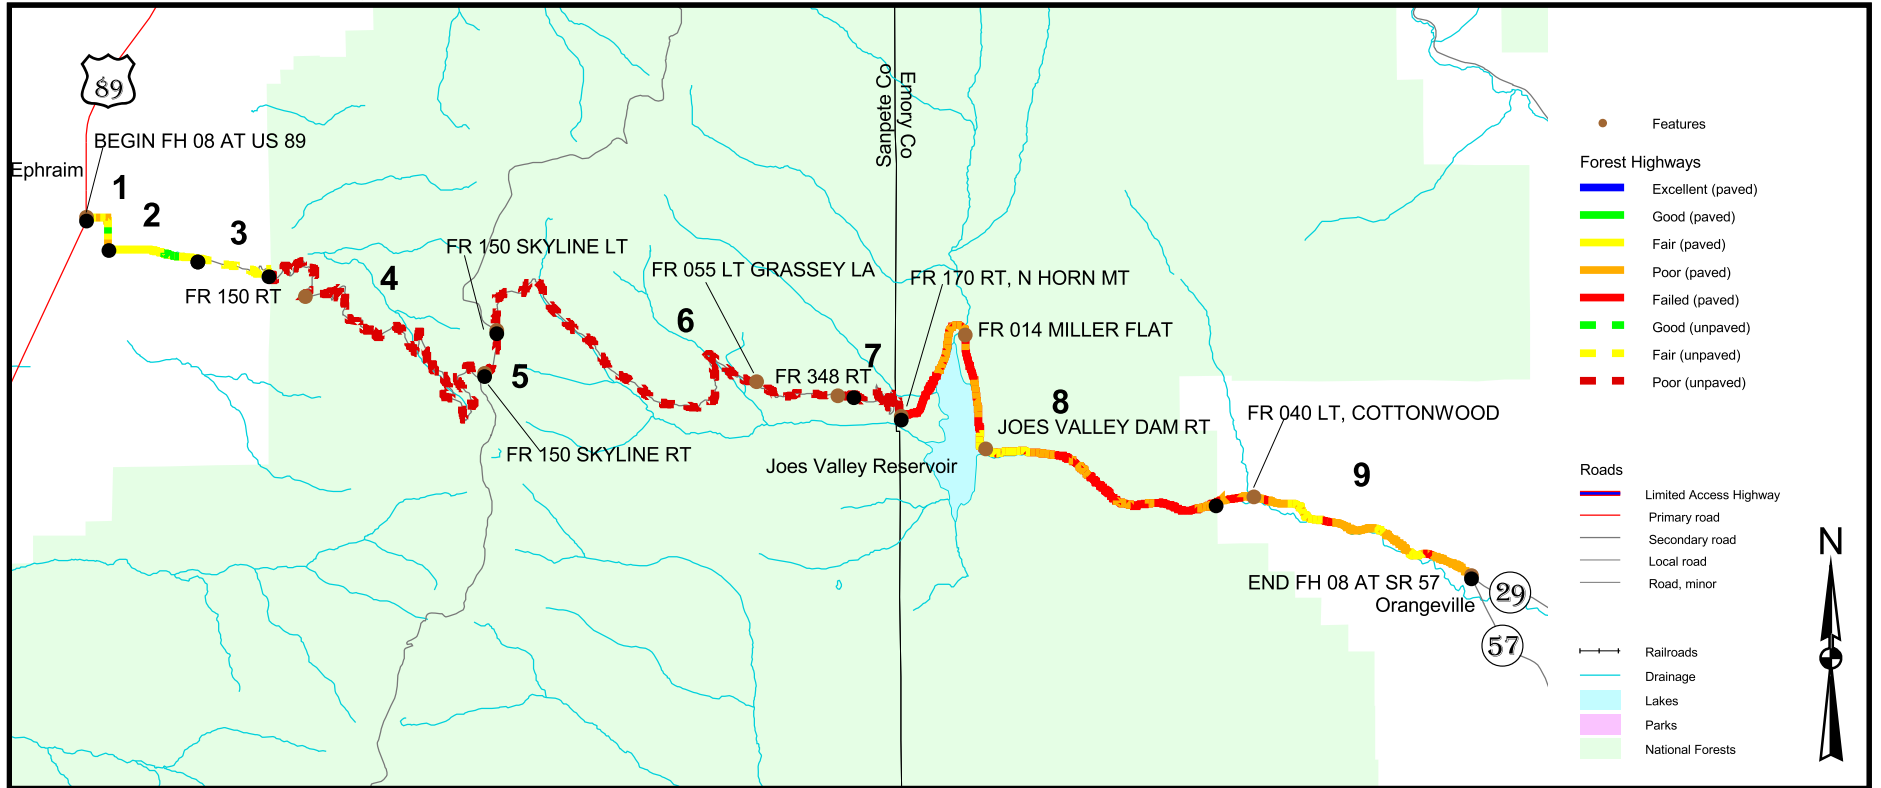 89
BEGIN FH 08 AT US 89
Ephraim
1
2
3
FR 150 RT
4
FR 150 SKYLINE LT
5
FR 150 SKYLINE RT
6
FR 055 LT GRASSEY LA
FR 348 RT
7
Sanpete Co
Emory Co
FR 170 RT, N HORN MT
FR 014 MILLER FLAT
8
JOES VALLEY DAM RT
Joes Valley Reservoir
FR 040 LT, COTTONWOOD
9
END FH 08 AT SR 57
Orangeville
29
57
Features
Forest Highways
Excellent (paved)
Good (paved)
Fair (paved)
Poor (paved)
Failed (paved)
Good (unpaved)
Fair (unpaved)
Poor (unpaved)
Roads
Limited Access Highway
Primary road
Secondary road
Local road
Road, minor
Railroads
Drainage
Lakes
Parks
National Forests
N